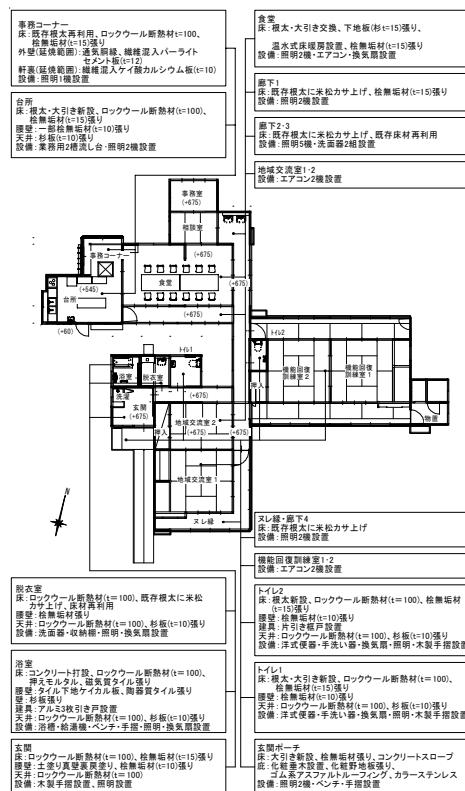 事務コーナー
床：既存根太再利用、ロックウール断熱材t=100、
桧無垢材(t=15)張り
外壁(延焼範囲)：通気胴縁、繊維混入パーライト
セメント板(t=12)
軒裏(延焼範囲)：繊維混入ケイ酸カルシウム板(t=10)
設備：照明1機設置
台所
床：根太・大引き新設、ロックウール断熱材(t=100)、
桧無垢材(t=15)張り
腰壁：一部桧無垢材(t=10)張り
天井：杉板(t=10)張り
設備：業務用2槽流し台・照明2機設置
食堂
床：根太・大引き交換、下地板(杉t=15)張り、
温水式床暖房設置、桧無垢材(t=15)張り
設備：照明2機・エアコン・換気扇設置
廊下1
床：既存根太に米松カサ上げ、桧無垢材(t=15)張り
設備：照明2機設置
廊下2・3
床：既存根太に米松カサ上げ、既存床材再利用
設備：照明5機・洗面器2組設置
地域交流室1・2
設備：エアコン2機設置
事務室
(+675)
相談室
(+675)
事務コーナー
(+545)
食堂
(+675)
台所
(+675)
(+60)
トイレ1
トイレ2
浴室
脱衣室
洗濯
玄関
(+675)
(+675)
押入
地域交流室2
(+675)
(+675)
地域交流室1
ヌレ縁
押入
機能回復
訓練室2
機能回復
訓練室1
物置
N
ヌレ縁・廊下4
床：既存根太に米松カサ上げ
設備：照明2機設置
機能回復訓練室1・2
設備：エアコン2機設置
脱衣室
床：ロックウール断熱材(t=100)、既存根太に米松
カサ上げ、床材再利用
腰壁：桧無垢材張り
天井：ロックウール断熱材(t=100)、杉板(t=10)張り
設備：洗面器・収納棚・照明・換気扇設置
浴室
床：コンクリート打設、ロックウール断熱材(t=100)、
押えモルタル、磁気質タイル張り
腰壁：タイル下地ケイカル板、陶器質タイル張り
壁：杉板張り
建具：アルミ3枚引き戸設置
天井：ロックウール断熱材(t=100)、杉板(t=10)張り
設備：浴槽・給湯機・ベンチ・手摺・照明・換気扇設置
玄関
床：ロックウール断熱材(t=100)、桧無垢材(t=15)張り
腰壁：土塗り真壁裏戻塗り、桧無垢材(t=10)張り
天井：ロックウール断熱材(t=100)
設備：木製手摺設置、照明設置
トイレ2
床：根太新設、ロックウール断熱材(t=100)、桧無垢材
(t=15)張り
腰壁：桧無垢材(t=10)張り
建具：片引き框戸設置
天井：ロックウール断熱材(t=100)、杉板(t=10)張り
設備：洋式便器・手洗い器・換気扇・照明・木製手摺設置
トイレ1
床：根太・大引き新設、ロックウール断熱材(t=100)、
桧無垢材(t=15)張り
腰壁：桧無垢材(t=10)張り
天井：ロックウール断熱材(t=100)、杉板(t=10)張り
設備：洋式便器・手洗い器・換気扇・照明・木製手摺設置
玄関ポーチ
床：大引き新設、桧無垢材張り、コンクリートスロープ
庇：化粧垂木設置、化粧野地板張り、
ゴム系アスファルトルーフィング、カラーステンレス
設備：照明2機・ベンチ・手摺設置